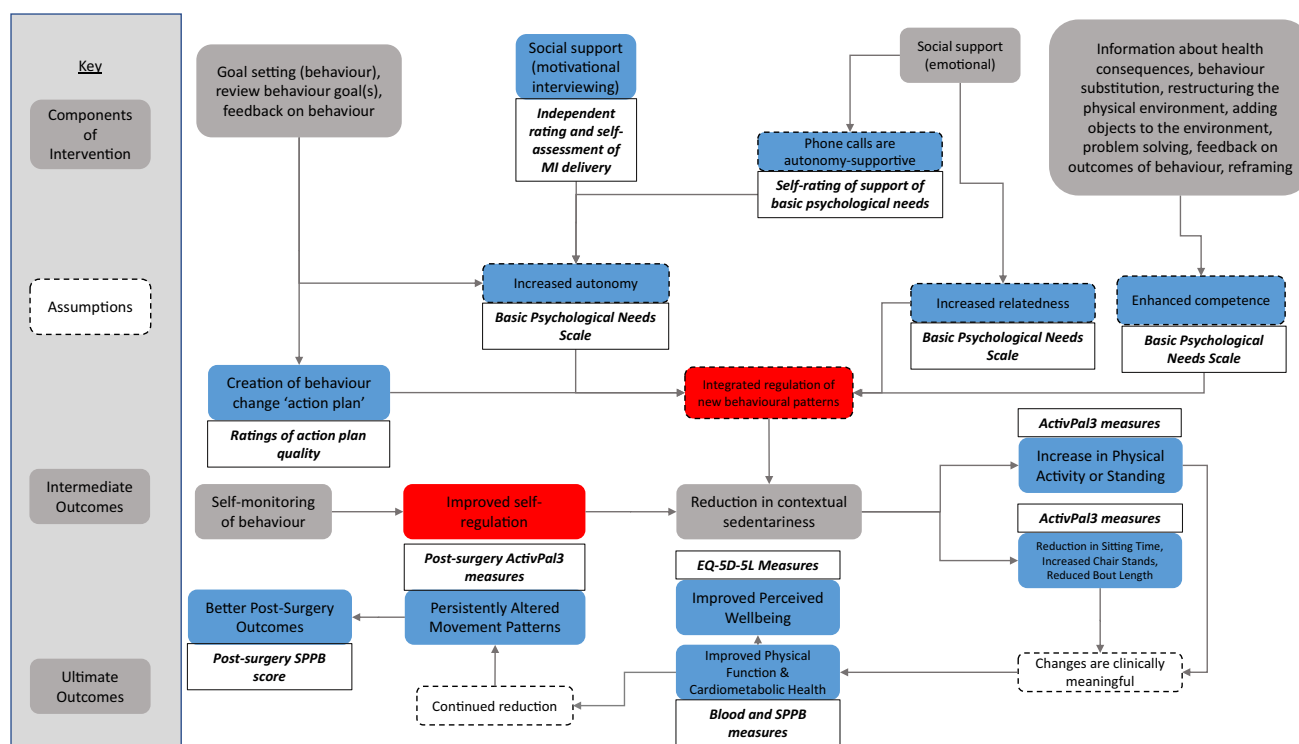 Key
Components
of
Intervention
Assumptions
Intermediate
Outcomes
Ultimate
Outcomes
Goal setting (behaviour),
review behaviour goal(s),
feedback on behaviour
Social support
(motivational
interviewing)
Independent
rating and self-
assessment of
MI delivery
Social support
(emotional)
Phone calls are
autonomy-supportive
Self-rating of support of
basic psychological needs
Information about health
consequences, behaviour
substitution, restructuring the
physical environment, adding
objects to the environment,
problem solving, feedback on
outcomes of behaviour, reframing
Increased autonomy
Basic Psychological Needs
Scale
Increased relatedness
Basic Psychological Needs
Scale
Enhanced competence
Basic Psychological
Needs Scale
Creation of behaviour
change ‘action plan’
Ratings of action plan
quality
Integrated regulation of
new behavioural patterns
ActivPal3 measures
Increase in Physical
Activity or Standing
Self-monitoring
of behaviour
Improved self-
regulation
Reduction in contextual
sedentariness
ActivPal3 measures
Reduction in Sitting Time,
Increased Chair Stands,
Reduced Bout Length
Post-surgery ActivPal3
measures
Persistently Altered
Movement Patterns
EQ-5D-5L Measures
Improved Perceived
Wellbeing
Better Post-Surgery
Outcomes
Post-surgery SPPB
score
Continued reduction
Improved Physical
Function &
Cardiometabolic Health
Blood and SPPB
measures
Changes are clinically
meaningful